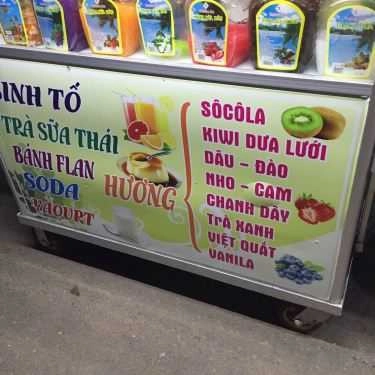 SINH TỐ
TRÀ SỮA THÁI
BÁNH FLAN
SODA
YAOURT
HƯƠNG
SÔCÔLA
KIWI DƯA LƯỚI
DÂU - ĐÀO
NHO - CAM
CHANH DÂY
TRÀ XANH
VIỆT QUẤT
VANILA